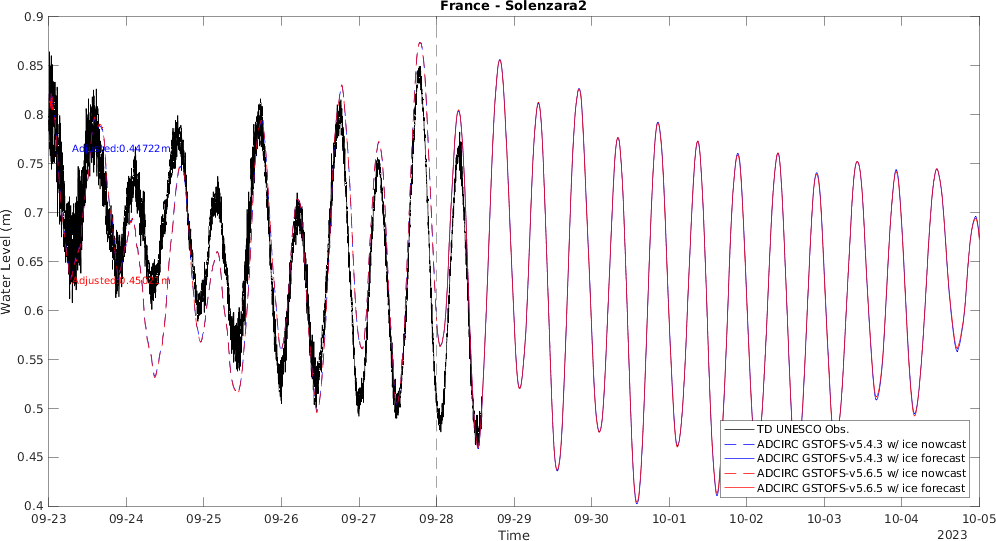 France - Solenzara2
Water Level (m)
0.9
0.85
0.8
0.75
0.7
0.65
0.6
0.55
0.5
0.45
0.4
Adjusted:0.44722m
TD UNESCO Obs.
ADCIRC GSTOFS-v5.4.3 w/ ice nowcast
ADCIRC GSTOFS-v5.4.3 w/ ice forecast
ADCIRC GSTOFS-v5.6.5 w/ ice nowcast
ADCIRC GSTOFS-v5.6.5 w/ ice forecast
09-23 09-24 09-25 09-26 09-27 09-28 09-29 09-30 10-01 10-02 10-03 10-04 10-05
Time
2023